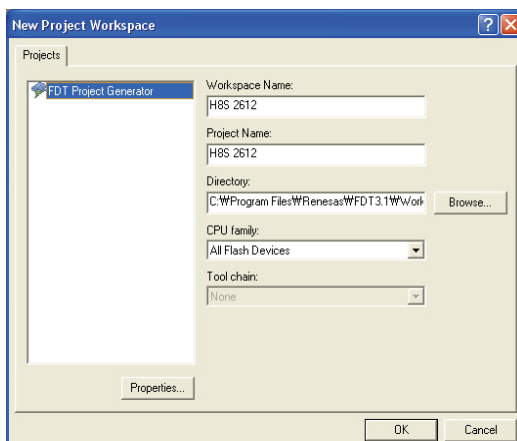 New Project Workspace
Projects
FDT Project Generator
Workspace Name:
H8S 2612
Project Name:
H8S 2612
Directory:
C:₩Program Files₩Renesas₩FDT3.1₩Work
Browse...
CPU family:
All Flash Devices
Tool chain:
None
Properties...
OK
Cancel